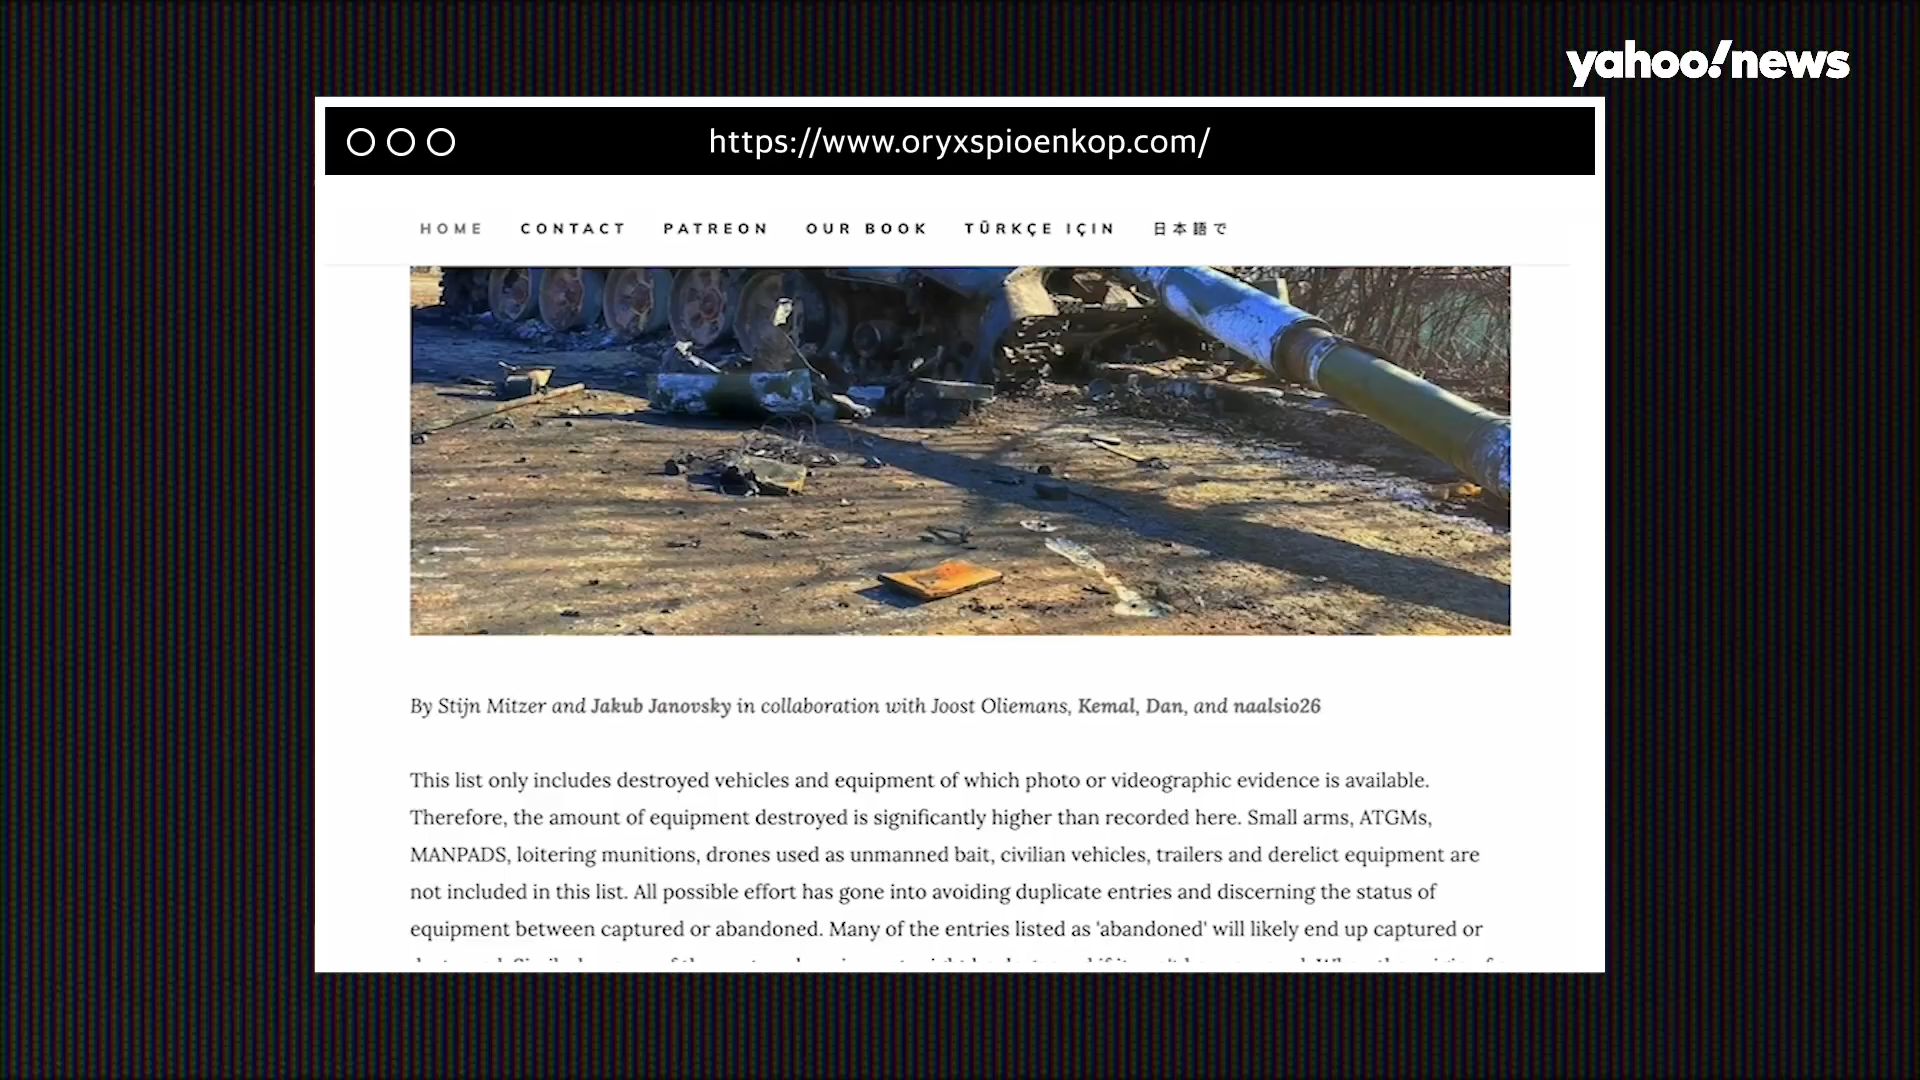 yahoo!news
https://www.oryxspioenkop.com/
HOME CONTACT PATREON OUR BOOK TÜRKÇE IÇIN 日本語で
By Stijn Mitzer and Jakub Janovsky in collaboration with Joost Oliemans, Kemal, Dan, and naalsio26
This list only includes destroyed vehicles and equipment of which photo or videographic evidence is available.
Therefore, the amount of equipment destroyed is significantly higher than recorded here. Small arms, ATGMs,
MANPADS, loitering munitions, drones used as unmanned bait, civilian vehicles, trailers and derelict equipment are
not included in this list. All possible effort has gone into avoiding duplicate entries and discerning the status of
equipment between captured or abandoned. Many of the entries listed as 'abandoned' will likely end up captured or